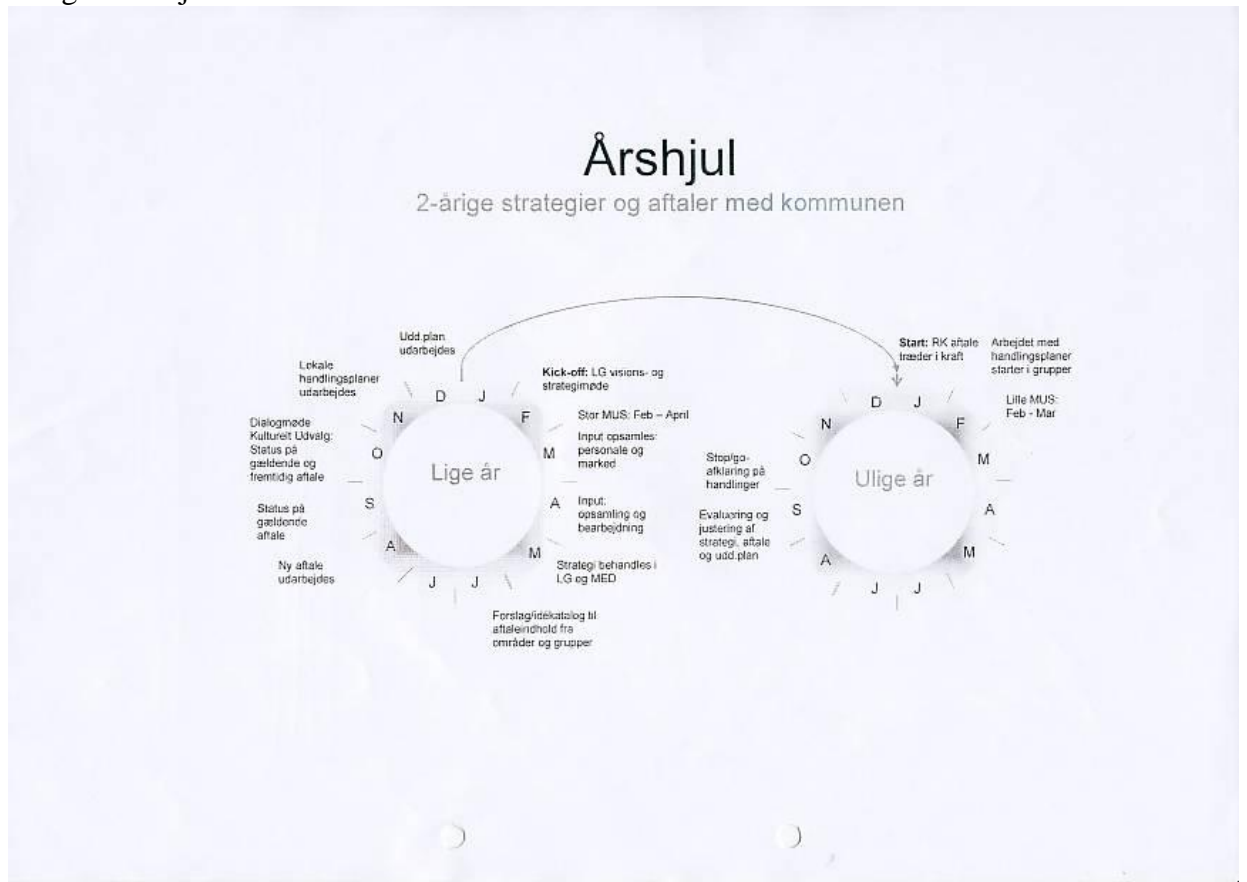 Årshjul
2-årige strategier og aftaler med kommunen
Udd.plan
udarbejdes
Lokale
handlingsplaner
udarbejdes
Dialogmøde
Kulturelt Udvalg:
Status på
gældende og
fremtidig aftale
Status på
gældende
aftale
Ny aftale
udarbejdes
Kick-off: LG visions- og
strategimøde
Stor MUS: Feb – April
Input opsamles:
personale og
marked
Input:
opsamling og
bearbejdning
Strategi behandles i
LG og MED
Forslag/idékatalog til
aftaleindhold fra
områder og grupper
D J
N F
O M
Lige år
S A
A M
J J
Start: RK aftale
træder i kraft
Arbejdet med
handlingsplaner
starter i grupper
Lille MUS:
Feb - Mar
Stop/go-
afklaring på
handlinger
Evaluering og
justering af
strategi, aftale
og udd.plan
D J
N F
O M
Ulige år
S A
A M
J J